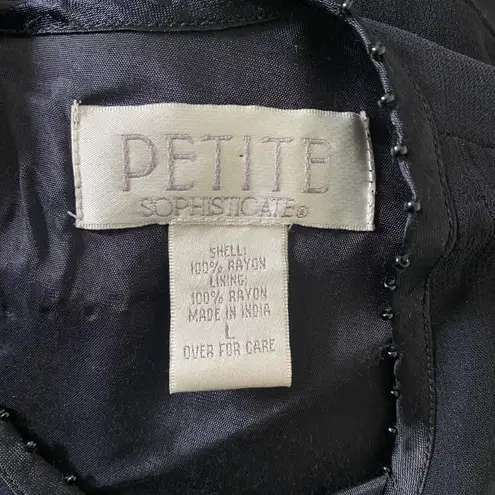 PETITE
SOPHISTICATE®
SHELL:
100% RAYON
LINING:
100% RAYON
MADE IN INDIA
L
OVER FOR CARE